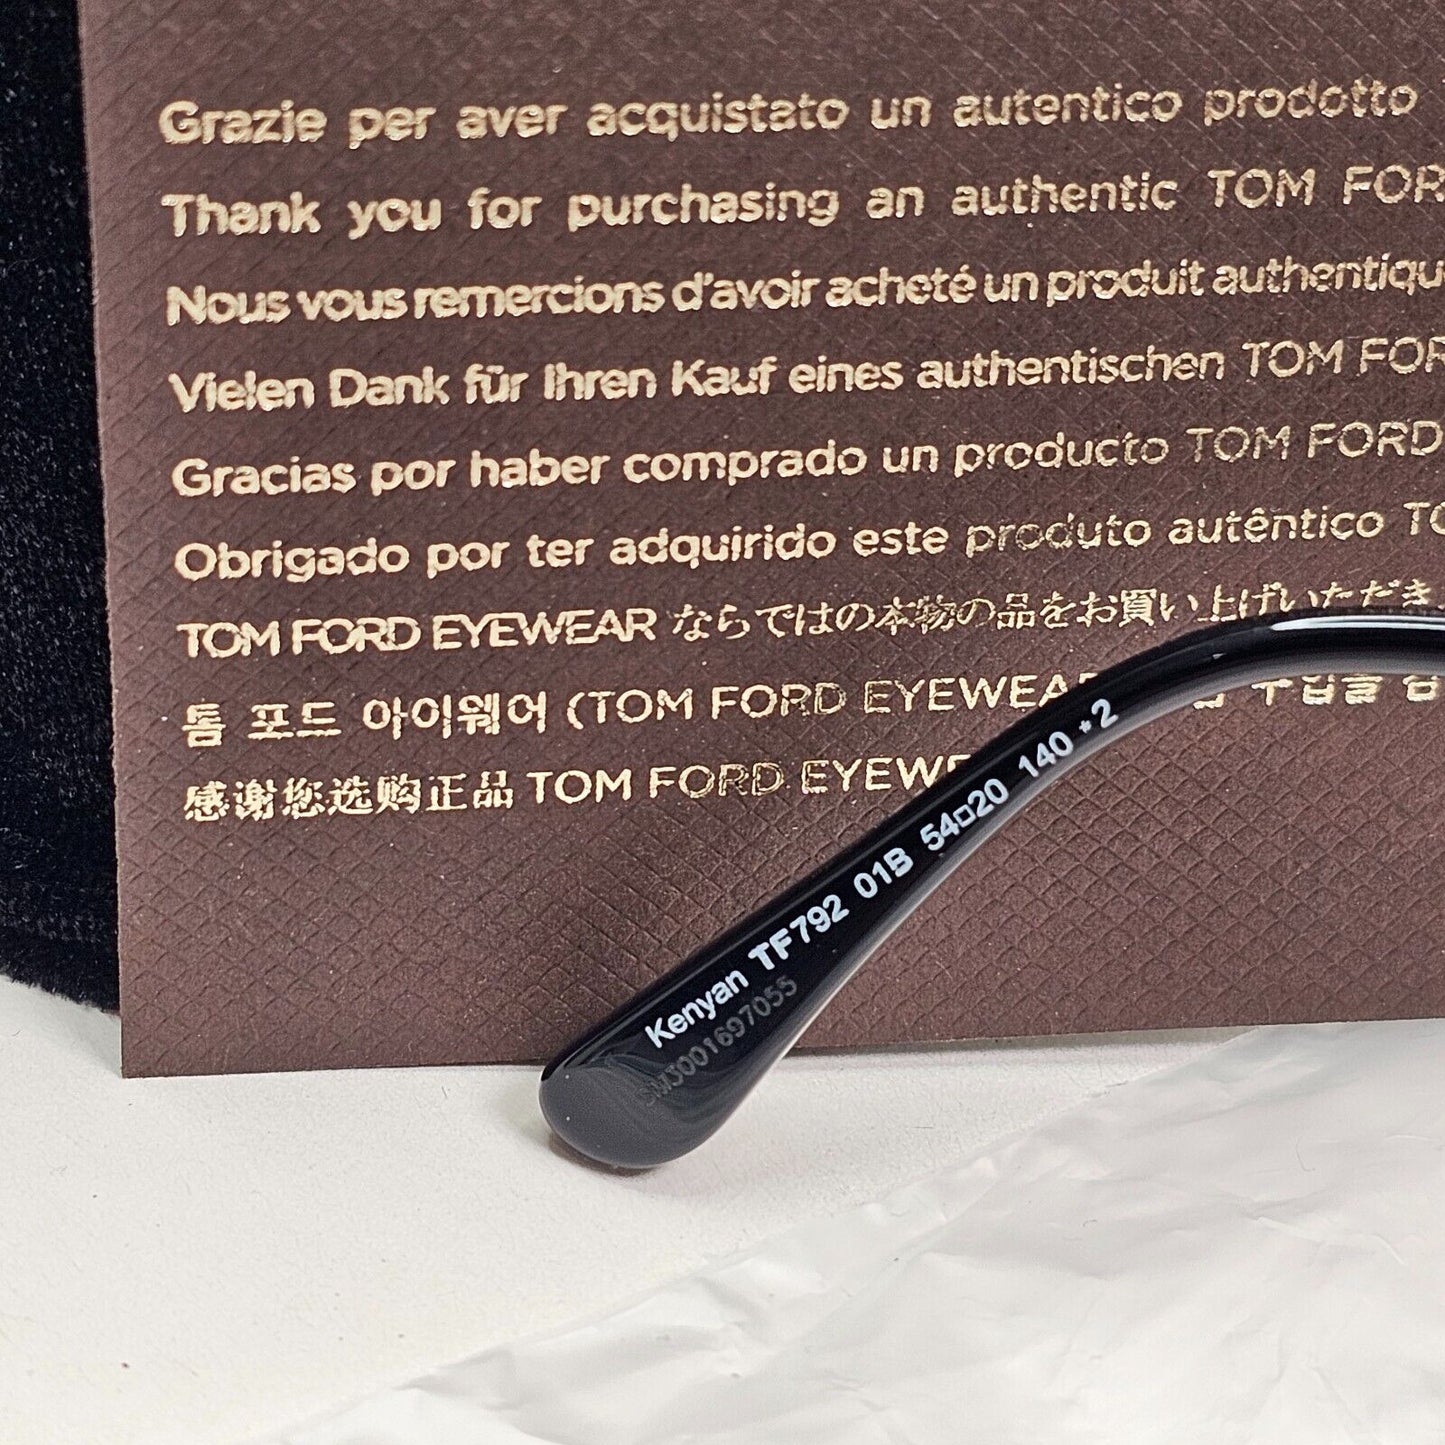 Grazie per aver acquistato un autentico prodotto
Thank you for purchasing an authentic TOM FOR
Nous vous remercions d'avoir acheté un produit authentiqu
Vielen Dank für Ihren Kauf eines authentischen TOM FOR
Gracias por haber comprado un producto TOM FORD
Obrigado por ter adquirido este produto autêntico TO
TOM FORD EYEWEAR ならではの本物の品をお買い上げいただき
톰 포드 아이웨어 (TOM FORD EYEWEAR
感谢您选购正品 TOM FORD EYEWE
Kenyan TF792 01B 54□20 140 *2
SM3001697055